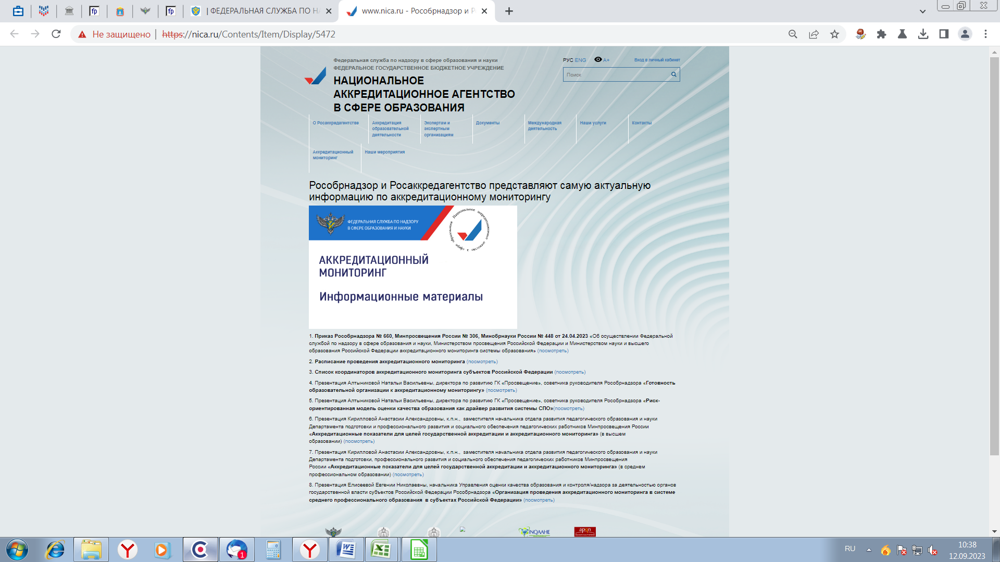 | ФЕДЕРАЛЬНАЯ СЛУЖБА ПО НА
www.nica.ru - Рособрнадзор и Р
Не защищено
https://nica.ru/Contents/Item/Display/5472
Федеральная служба по надзору в сфере образования и науки
ФЕДЕРАЛЬНОЕ ГОСУДАРСТВЕННОЕ БЮДЖЕТНОЕ УЧРЕЖДЕНИЕ
НАЦИОНАЛЬНОЕ
АККРЕДИТАЦИОННОЕ АГЕНТСТВО
В СФЕРЕ ОБРАЗОВАНИЯ
РУС ENG A+ Вход в личный кабинет
Поиск
О Росаккредагентстве
Аккредитация
образовательной
деятельности
Экспертам и
экспертным
организациям
Документы
Международная
деятельность
Наши услуги
Контакты
Аккредитационный
мониторинг
Наши мероприятия
Рособрнадзор и Росаккредагентство представляют самую актуальную
информацию по аккредитационному мониторингу
ФЕДЕРАЛЬНАЯ СЛУЖБА ПО НАДЗОРУ
В СФЕРЕ ОБРАЗОВАНИЯ И НАУКИ
Национальное аккредитационное агентство в сфере образования
АККРЕДИТАЦИОННЫЙ
МОНИТОРИНГ
Информационные материалы
1. Приказ Рособрнадзора № 660, Минпросвещения России № 306, Минобрнауки России № 448 от 24.04.2023 «Об осуществлении Федеральной
службой по надзору в сфере образования и науки, Министерством просвещения Российской Федерации и Министерством науки и высшего
образования Российской Федерации аккредитационного мониторинга системы образования» (посмотреть)
2. Расписание проведения аккредитационного мониторинга (посмотреть)
3. Список координаторов аккредитационного мониторинга субъектов Российской Федерации (посмотреть)
4. Презентация Алтыниковой Натальи Васильевны, директора по развитию ГК «Просвещение», советника руководителя Рособрнадзора «Готовность
образовательной организации к аккредитационному мониторингу» (посмотреть)
5. Презентация Алтыниковой Натальи Васильевны, директора по развитию ГК «Просвещение», советника руководителя Рособрнадзора «Риск-
ориентированная модель оценки качества образования как драйвер развития системы СПО»(посмотреть)
6. Презентация Кирилловой Анастасии Александровны, к.п.н., заместителя начальника отдела развития педагогического образования и науки
Департамента подготовки и профессионального развития и социального обеспечения педагогических работников Минпросвещения России
«Аккредитационные показатели для целей государственной аккредитации и аккредитационного мониторинга» (в высшем
образовании) (посмотреть)
7. Презентация Кирилловой Анастасии Александровны, к.п.н., заместителя начальника отдела развития педагогического образования и науки
Департамента подготовки, профессионального развития и социального обеспечения педагогических работников Минпросвещения
России «Аккредитационные показатели для целей государственной аккредитации и аккредитационного мониторинга» (в среднем
профессиональном образовании) (посмотреть)
8. Презентация Елисеевой Евгении Николаевны, начальника Управления оценки качества образования и контроля/надзора за деятельностью органов
государственной власти субъектов Российской Федерации Рособрнадзора «Организация проведения аккредитационного мониторинга в системе
среднего профессионального образования в субъектах Российской Федерации» (посмотреть)
INQAAHE
apqn
RU
10:38
12.09.2023